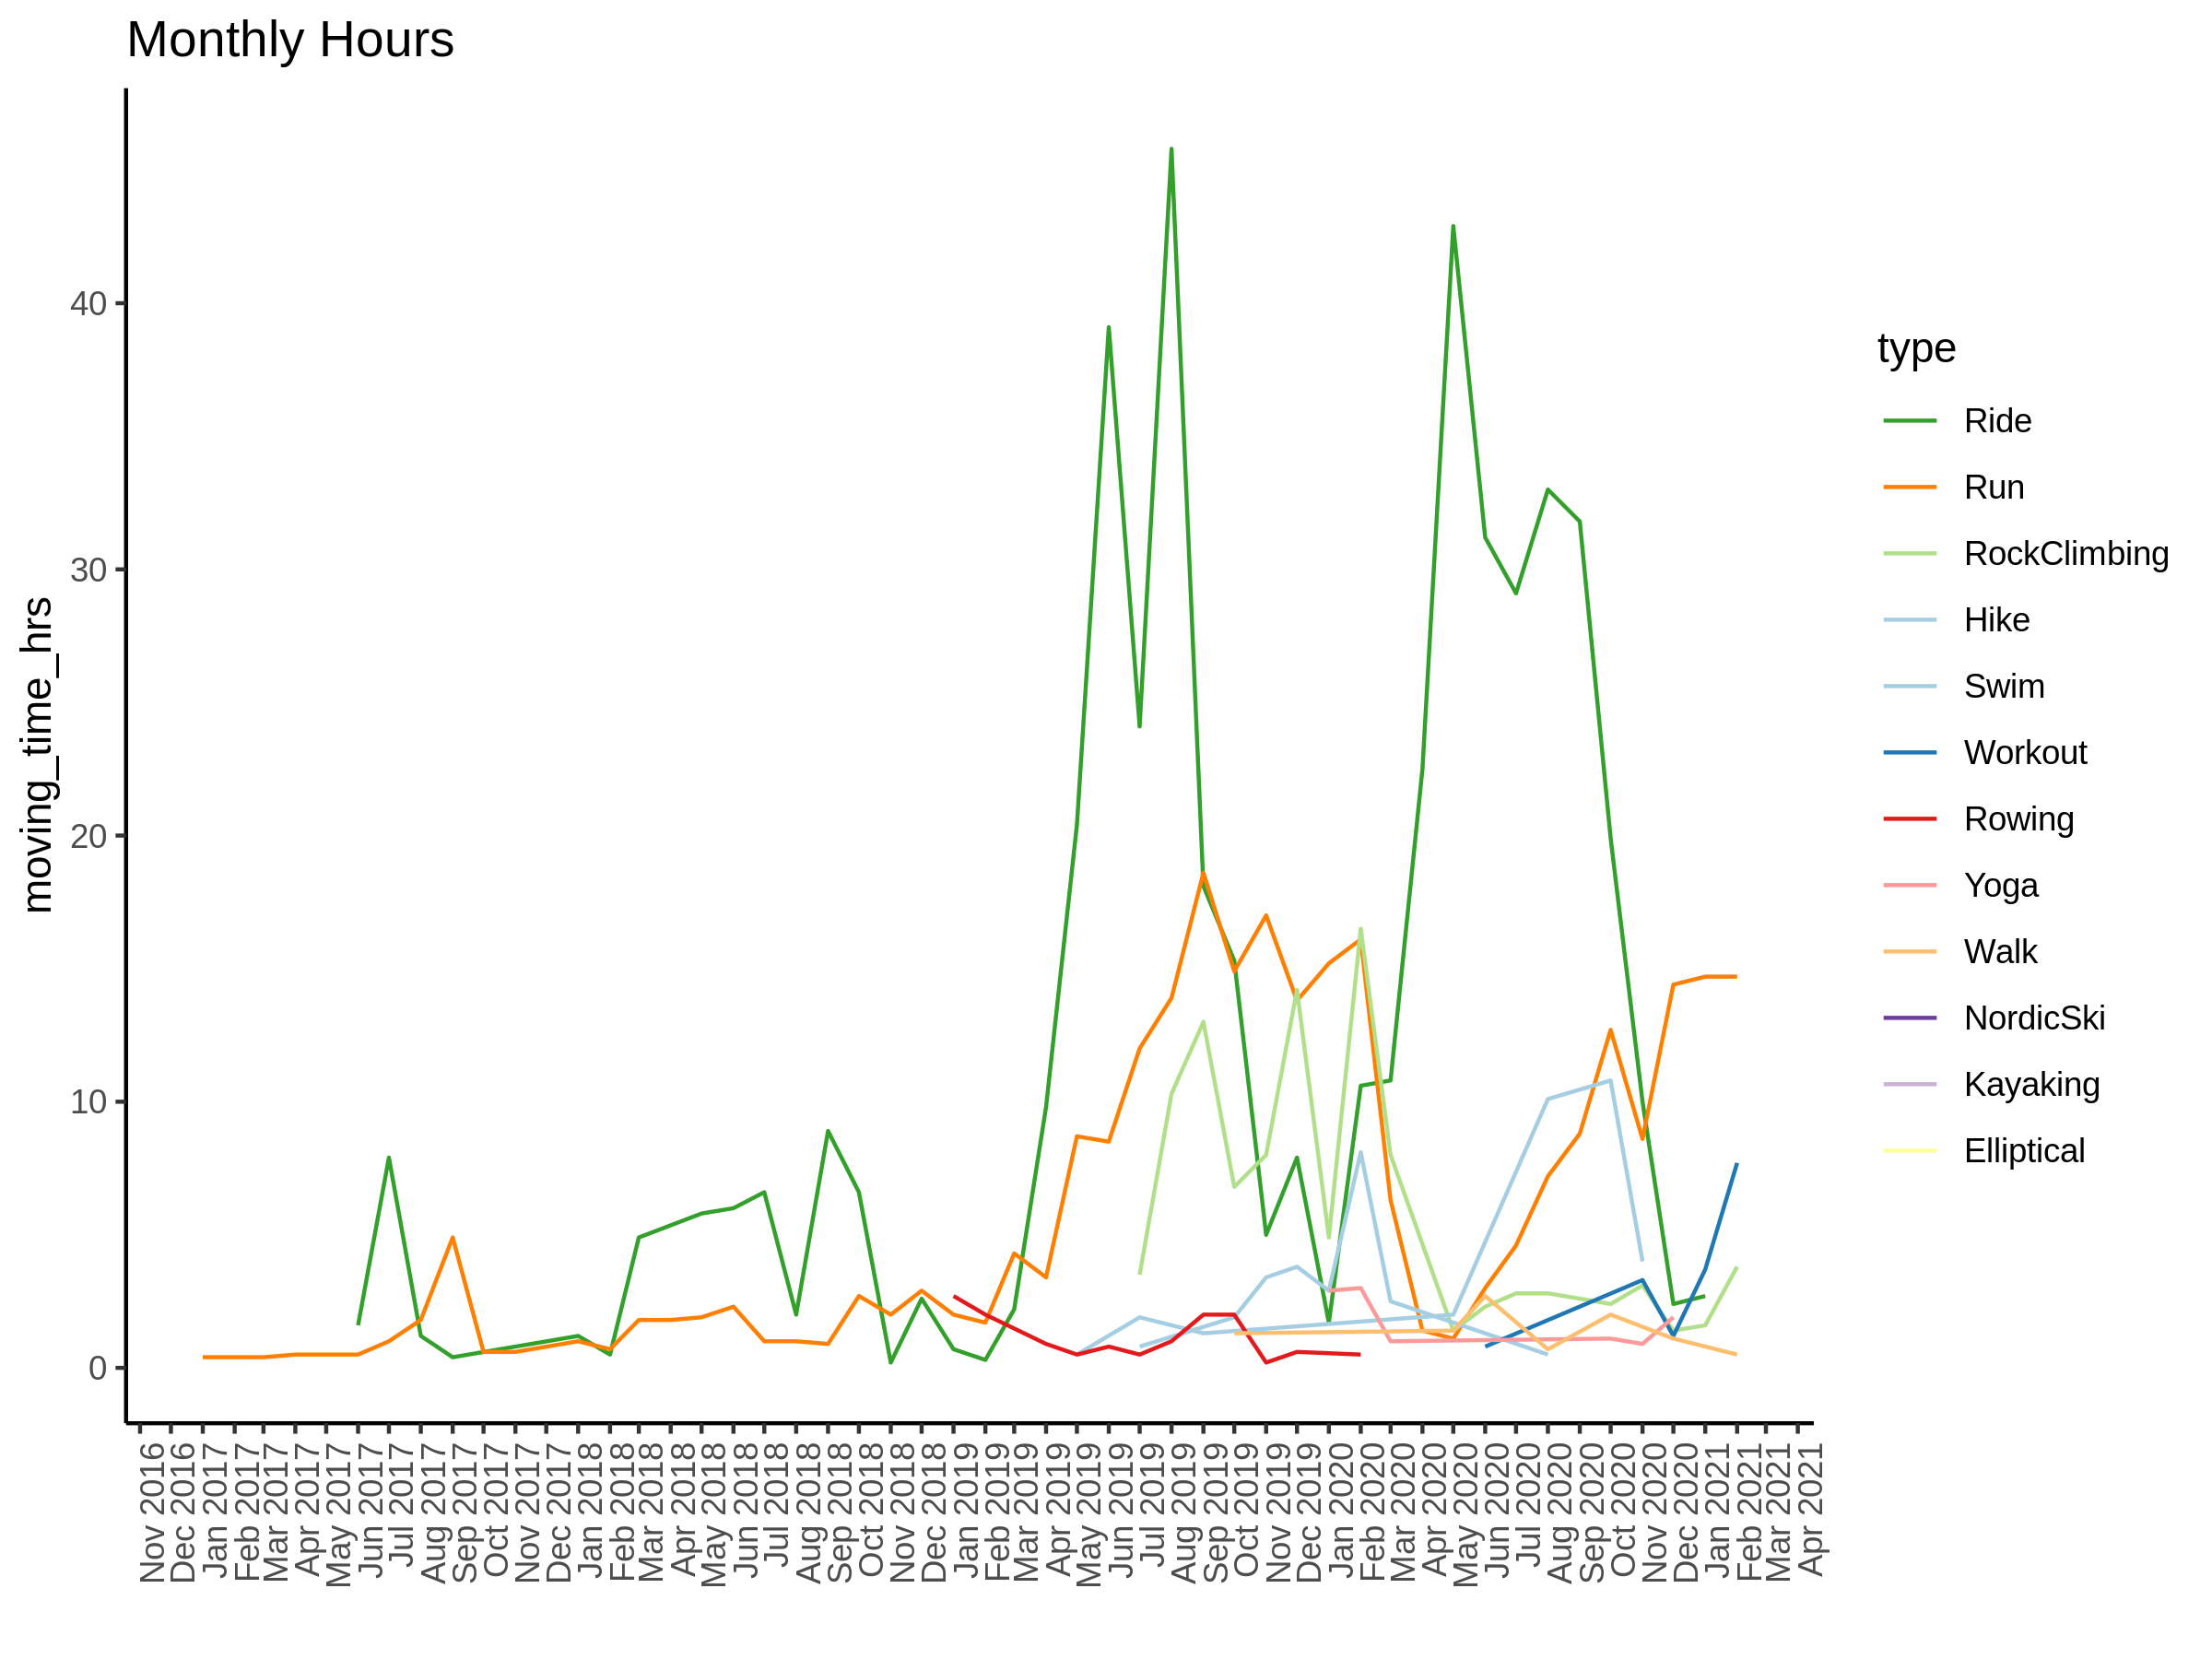 Monthly Hours
moving_time_hrs
40
30
20
10
0
Nov 2016
Dec 2016
Jan 2017
Feb 2017
Mar 2017
Apr 2017
May 2017
Jun 2017
Jul 2017
Aug 2017
Sep 2017
Oct 2017
Nov 2017
Dec 2017
Jan 2018
Feb 2018
Mar 2018
Apr 2018
May 2018
Jun 2018
Jul 2018
Aug 2018
Sep 2018
Oct 2018
Nov 2018
Dec 2018
Jan 2019
Feb 2019
Mar 2019
Apr 2019
May 2019
Jun 2019
Jul 2019
Aug 2019
Sep 2019
Oct 2019
Nov 2019
Dec 2019
Jan 2020
Feb 2020
Mar 2020
Apr 2020
May 2020
Jun 2020
Jul 2020
Aug 2020
Sep 2020
Oct 2020
Nov 2020
Dec 2020
Jan 2021
Feb 2021
Mar 2021
Apr 2021
type
Ride
Run
RockClimbing
Hike
Swim
Workout
Rowing
Yoga
Walk
NordicSki
Kayaking
Elliptical